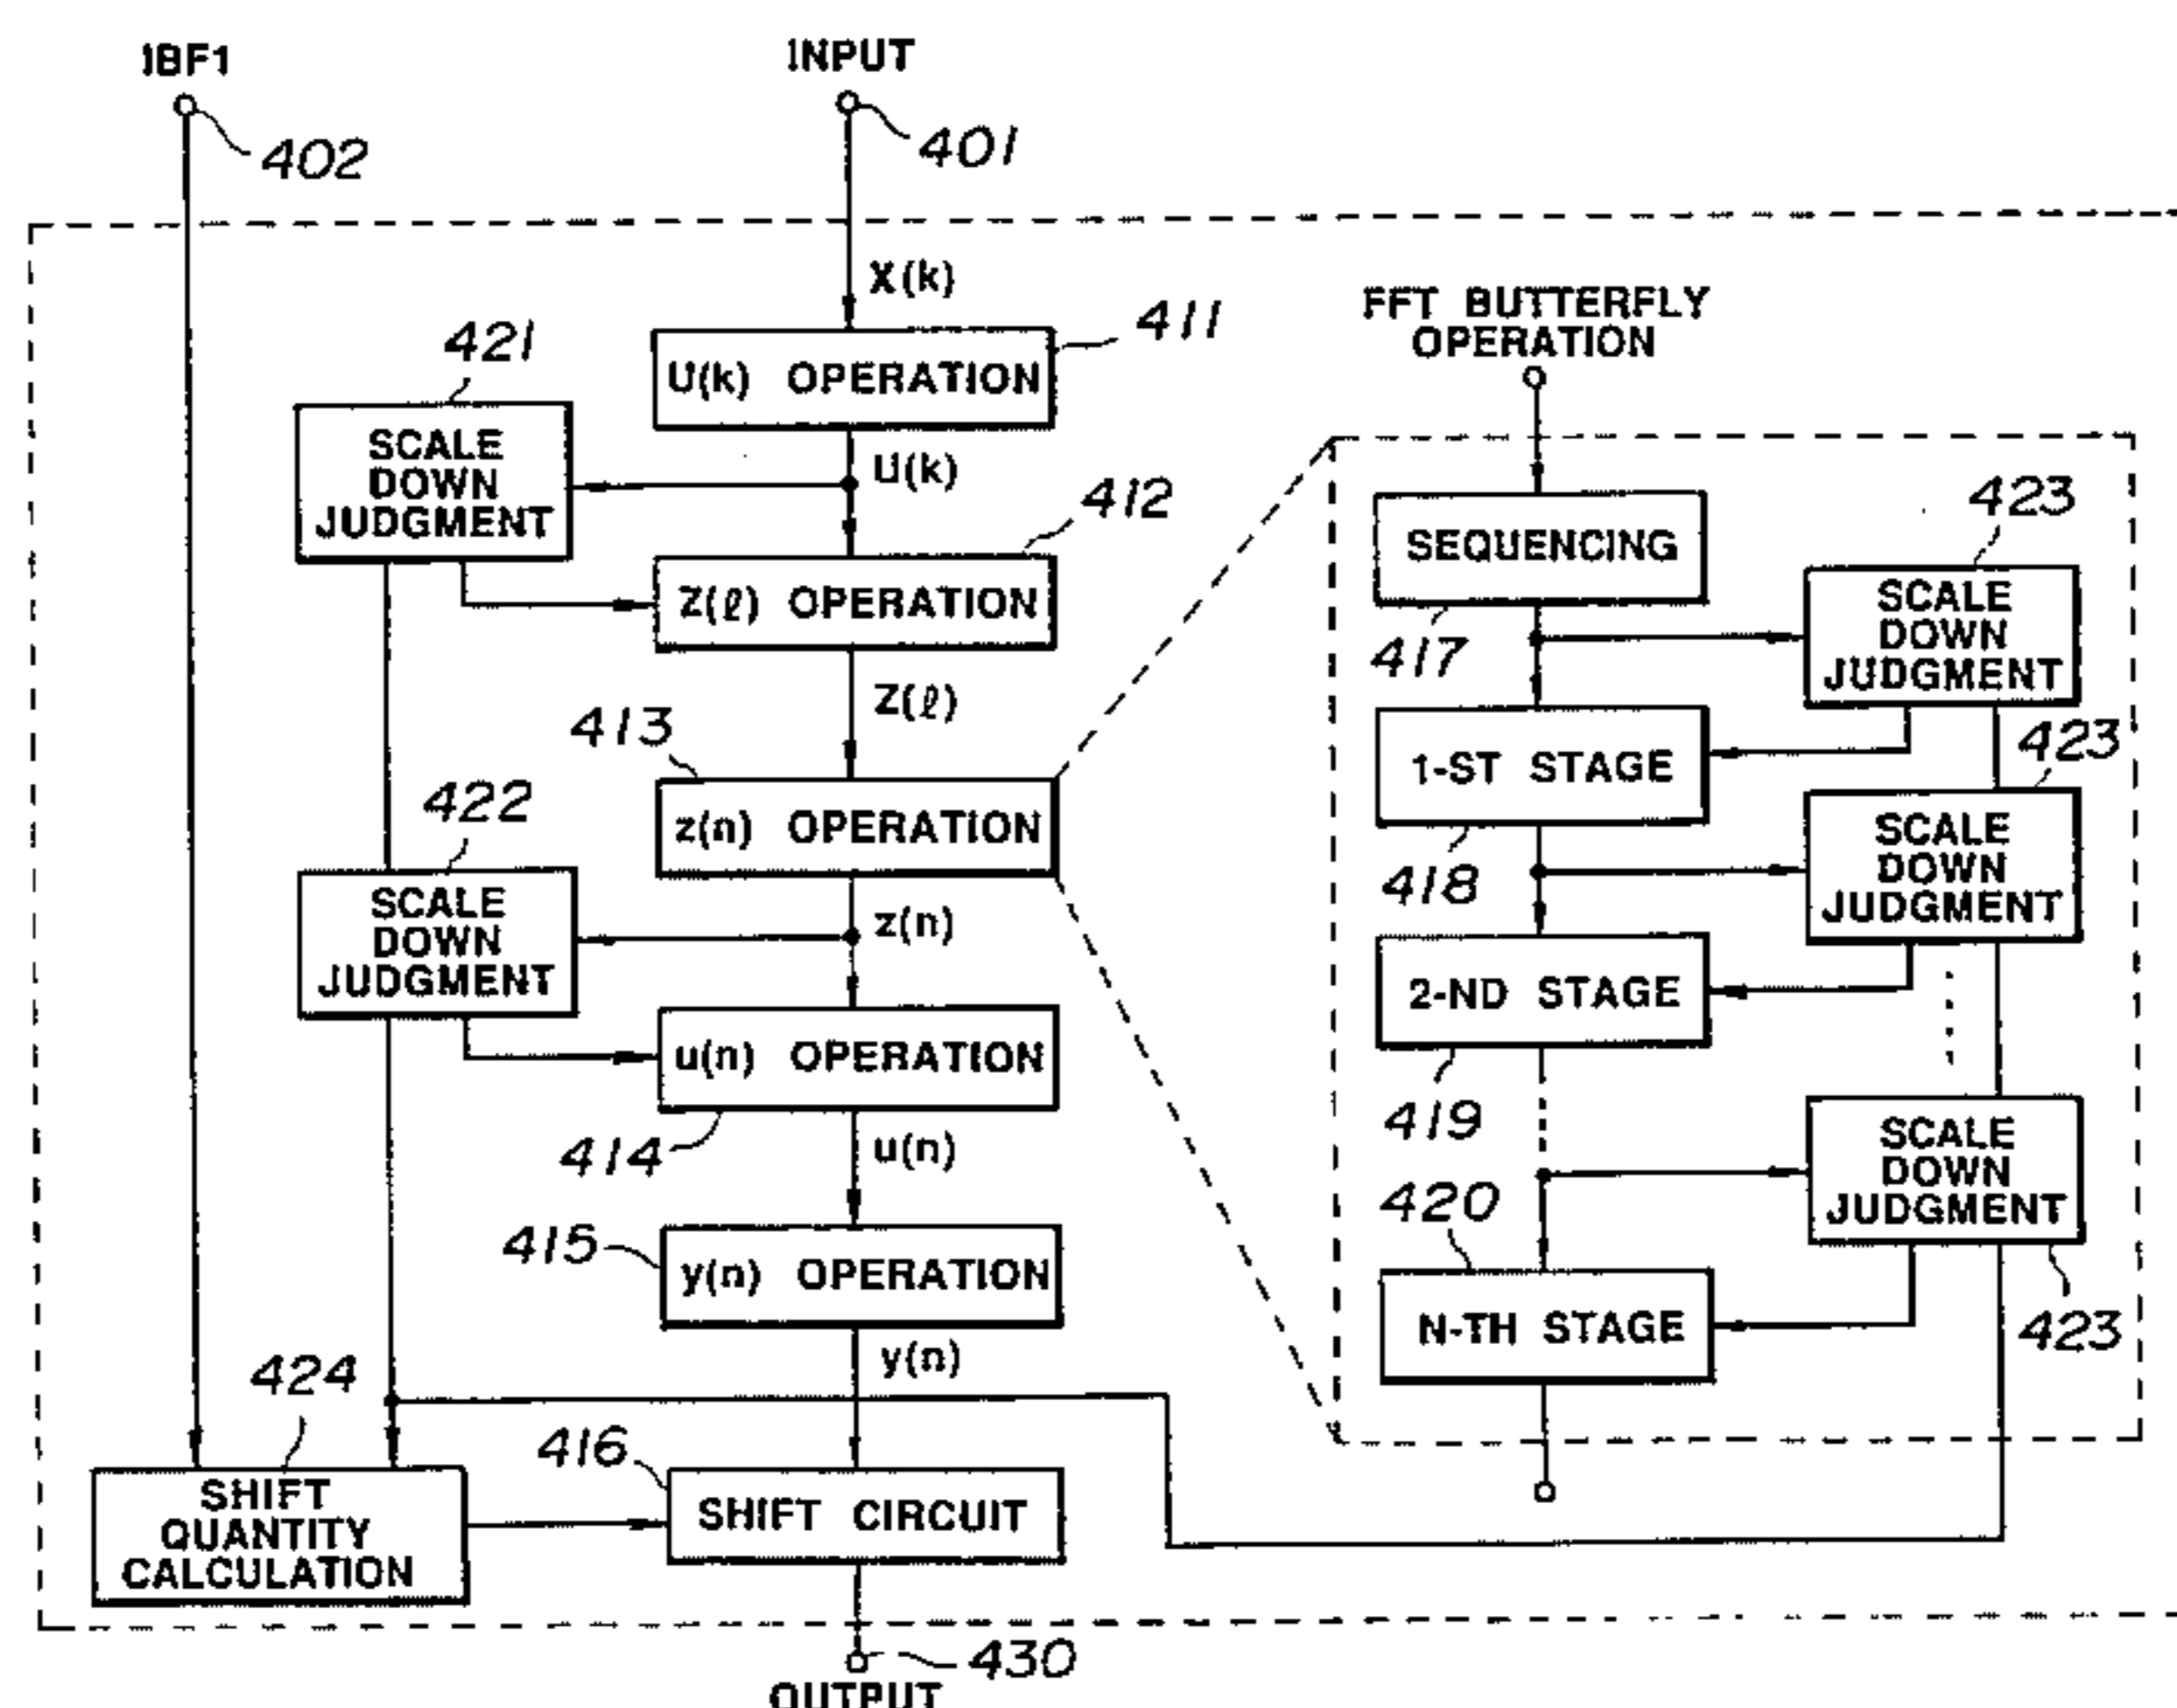 IBF1
INPUT
402
401
X(k)
FFT BUTTERFLY
OPERATION
421
411
U(k) OPERATION
SCALE
DOWN
JUDGMENT
U(k)
412
423
SEQUENCING
Z(ℓ) OPERATION
SCALE
DOWN
JUDGMENT
417
Z(ℓ)
413
423
1-ST STAGE
422
z(n) OPERATION
SCALE
DOWN
JUDGMENT
418
SCALE
DOWN
JUDGMENT
z(n)
2-ND STAGE
u(n) OPERATION
419
414
u(n)
SCALE
DOWN
JUDGMENT
420
415
y(n) OPERATION
N-TH STAGE
423
y(n)
424
416
SHIFT
QUANTITY
CALCULATION
SHIFT CIRCUIT
430
OUTPUT